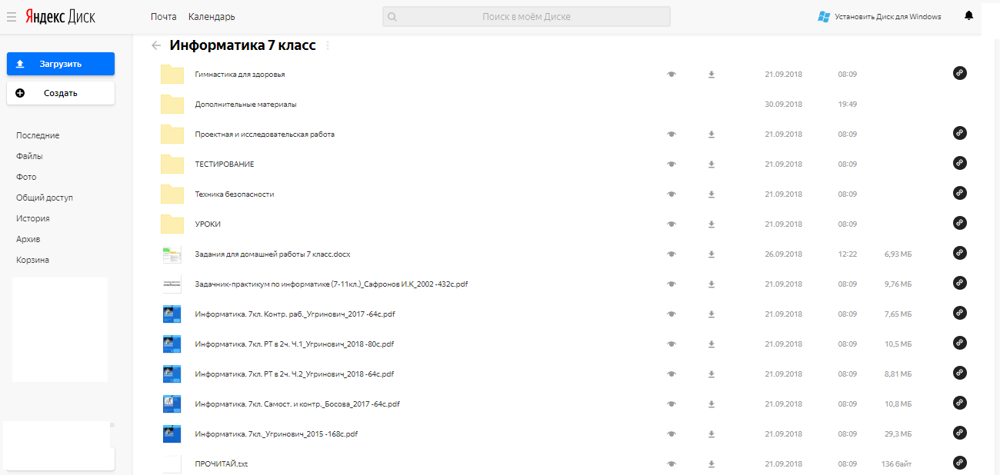 Яндекс Диск Почта Календарь Поиск в моём Диске Установить Диск для Windows
Информатика 7 класс
Загрузить
Создать
Последние
Файлы
Фото
Общий доступ
История
Архив
Корзина
Гимнастика для здоровья 21.09.2018 08:09
Дополнительные материалы 30.09.2018 19:49
Проектная и исследовательская работа 21.09.2018 08:09
ТЕСТИРОВАНИЕ 21.09.2018 08:09
Техника безопасности 21.09.2018 08:09
УРОКИ 21.09.2018 08:09
Задания для домашней работы 7 класс.docx 26.09.2018 12:22 6,93 МБ
Задачник-практикум по информатике (7-11кл.)_Сафронов И.К_2002 -432с.pdf 21.09.2018 08:09 9,76 МБ
Информатика. 7кл. Контр. раб._Угринович_2017 -64с.pdf 21.09.2018 08:09 7,65 МБ
Информатика. 7кл. РТ в 2ч. Ч.1_Угринович_2018 -80с.pdf 21.09.2018 08:09 10,5 МБ
Информатика. 7кл. РТ в 2ч. Ч.2_Угринович_2018 -64с.pdf 21.09.2018 08:09 8,81 МБ
Информатика. 7кл. Самост. и контр._Босова_2017 -64с.pdf 21.09.2018 08:09 10,8 МБ
Информатика. 7кл._Угринович_2015 -168с.pdf 21.09.2018 08:09 29,3 МБ
ПРОЧИТАЙ.txt 21.09.2018 08:09 136 байт